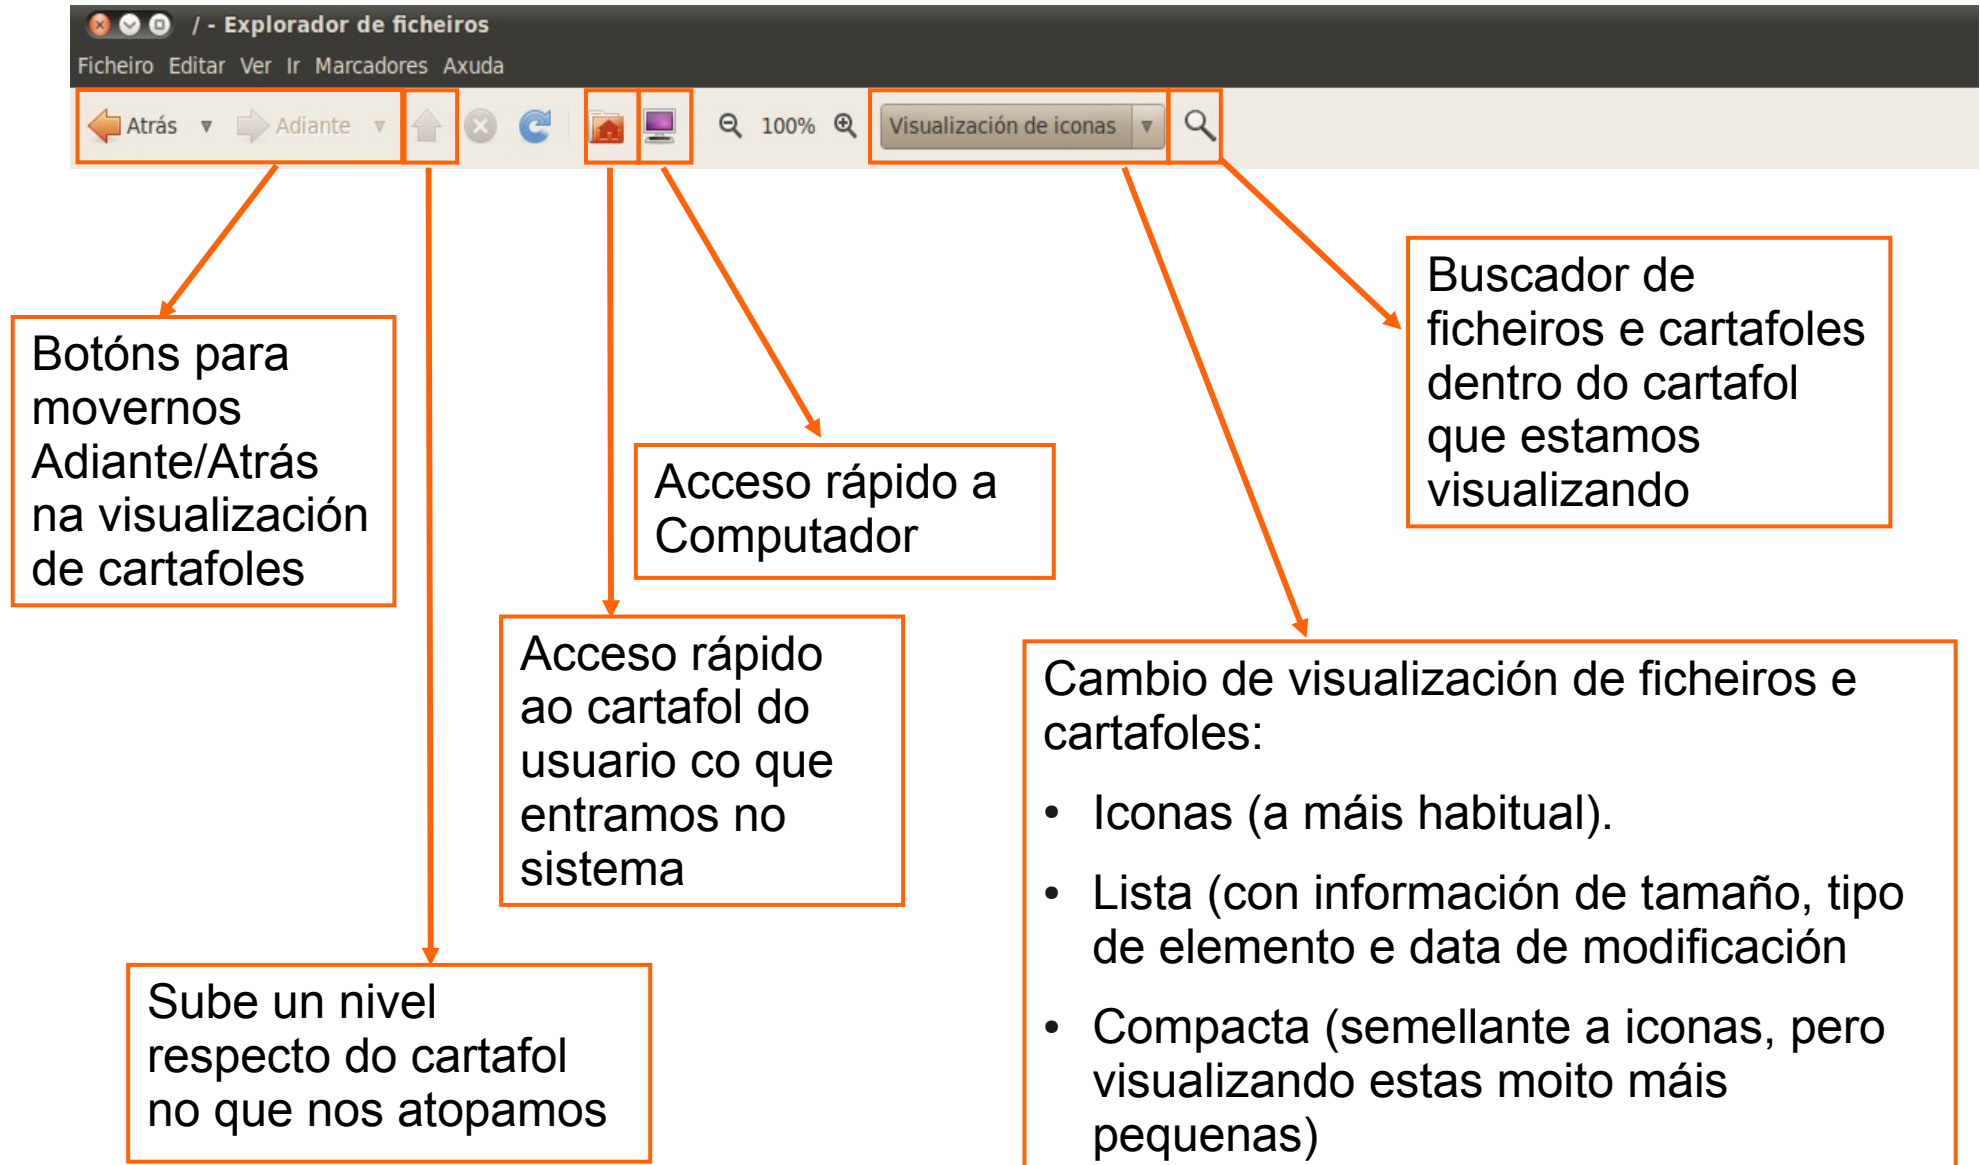 / - Explorador de ficheiros
Ficheiro Editar Ver Ir Marcadores Axuda
Atrás Adiante 100% Visualización de iconas
Buscador de
ficheiros e cartafoles
dentro do cartafol
que estamos
visualizando
Botóns para
movernos
Adiante/Atrás
na visualización
de cartafoles
Acceso rápido a
Computador
Acceso rápido
ao cartafol do
usuario co que
entramos no
sistema
Cambio de visualización de ficheiros e
cartafoles:
• Iconas (a máis habitual).
• Lista (con información de tamaño, tipo
de elemento e data de modificación
• Compacta (semellante a iconas, pero
visualizando estas moito máis
pequenas)
Sube un nivel
respecto do cartafol
no que nos atopamos